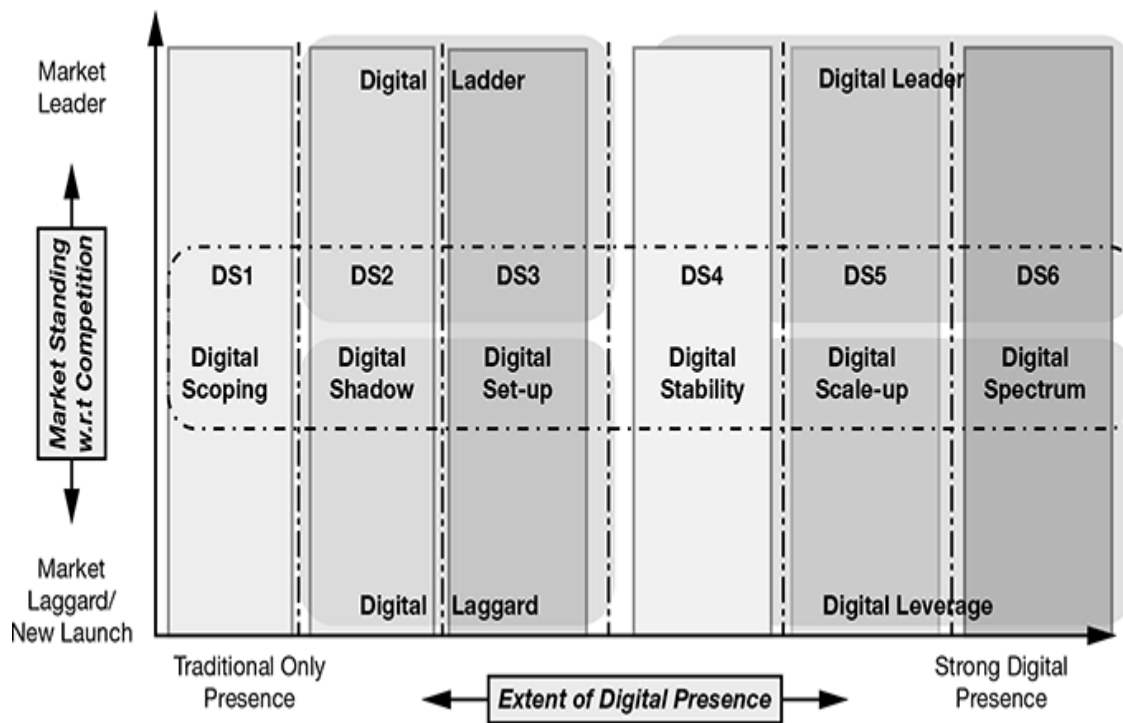 Market
Leader
Digital Ladder
Digital Leader
Market Standing
w.r.t Competition
DS1 DS2 DS3 DS4 DS5 DS6
Digital
Scoping
Digital
Shadow
Digital
Set-up
Digital
Stability
Digital
Scale-up
Digital
Spectrum
Market
Laggard/
New Launch
Digital Laggard
Digital Leverage
Traditional Only
Presence
Extent of Digital Presence
Strong Digital
Presence